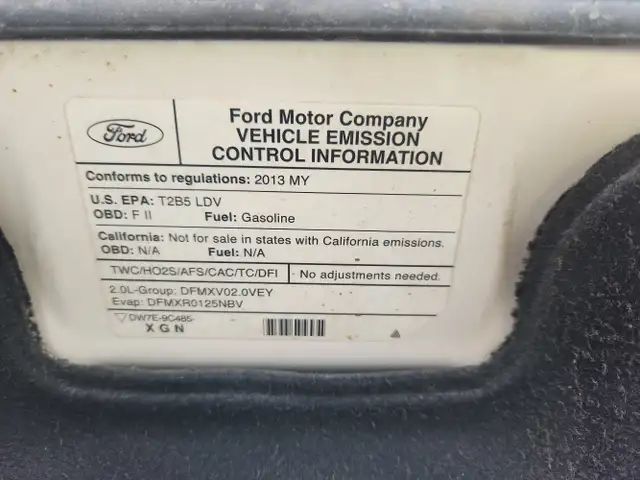 Ford
Ford Motor Company
VEHICLE EMISSION
CONTROL INFORMATION
Conforms to regulations: 2013 MY
U.S. EPA: T2B5 LDV
OBD: F II Fuel: Gasoline
California: Not for sale in states with California emissions.
OBD: N/A Fuel: N/A
TWC/HO2S/AFS/CAC/TC/DFI No adjustments needed.
2.0L-Group: DFMXV02.0VEY
Evap: DFMXR0125NBV
DW7E-9C485-
X G N